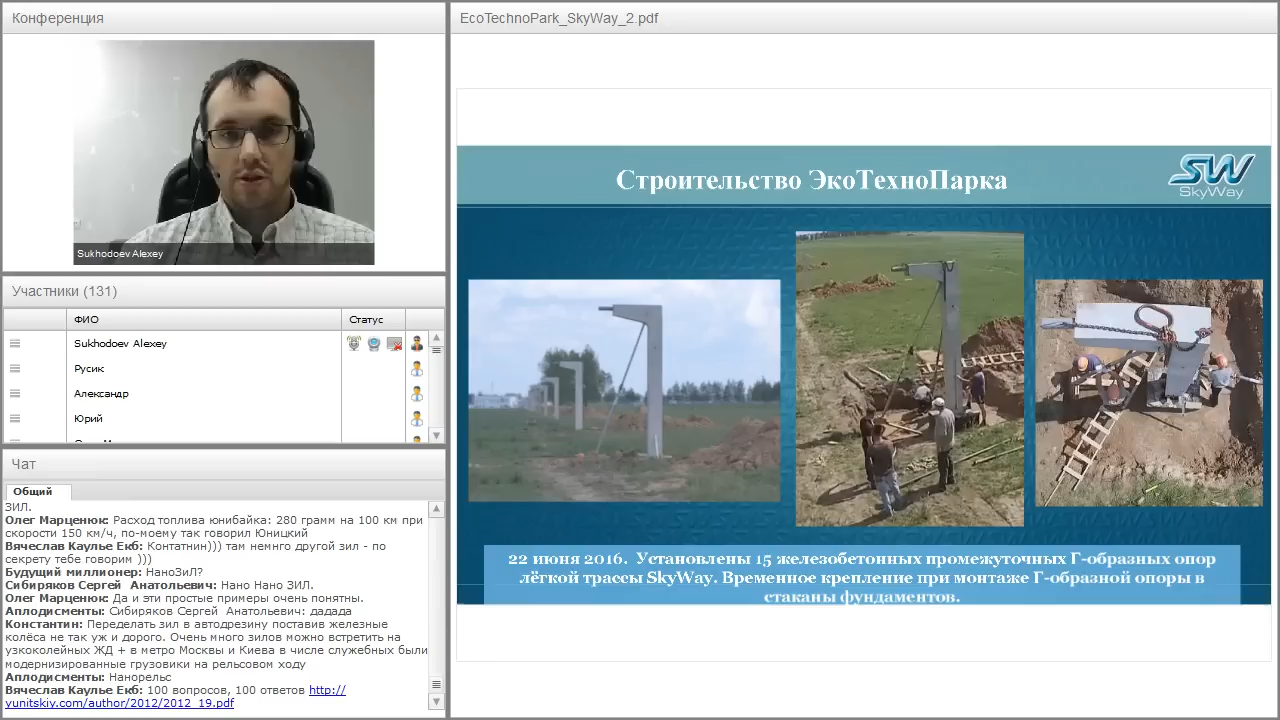 Конференция
Sukhodoev Alexey
Участники (131)
ФИО
Статус
Sukhodoev Alexey
Русик
Александр
Юрий
Чат
Общий
ЗИЛ.
Олег Марценюк: Расход топлива юнибайка: 280 грамм на 100 км при
скорости 150 км/ч, по-моему так говорил Юницкий
Вячеслав Каулье Екб: Контатнин))) там немнго другой зил - по
секрету тебе говорим )))
Будущий миллионер: НаноЗиЛ?
Сибиряков Сергей Анатольевич: Нано Нано ЗИЛ.
Олег Марценюк: Да и эти простые примеры очень понятны.
Аплодисменты: Сибиряков Сергей Анатольевич: дадада
Константин: Переделать зил в автодрезину поставив железные
колёса не так уж и дорого. Очень много зилов можно встретить на
узкоколейных ЖД + в метро Москвы и Киева в числе служебных были
модернизированные грузовики на рельсовом ходу
Аплодисменты: Нанорельс
Вячеслав Каулье Екб: 100 вопросов, 100 ответов http://
yunitskiy.com/author/2012/2012_19.pdf
EcoTechnoPark_SkyWay_2.pdf
Строительство ЭкоТехноПарка
SW
SkyWay
22 июня 2016. Установлены 15 железобетонных промежуточных Г-образных опор
лёгкой трассы SkyWay. Временное крепление при монтаже Г-образной опоры в
стаканы фундаментов.